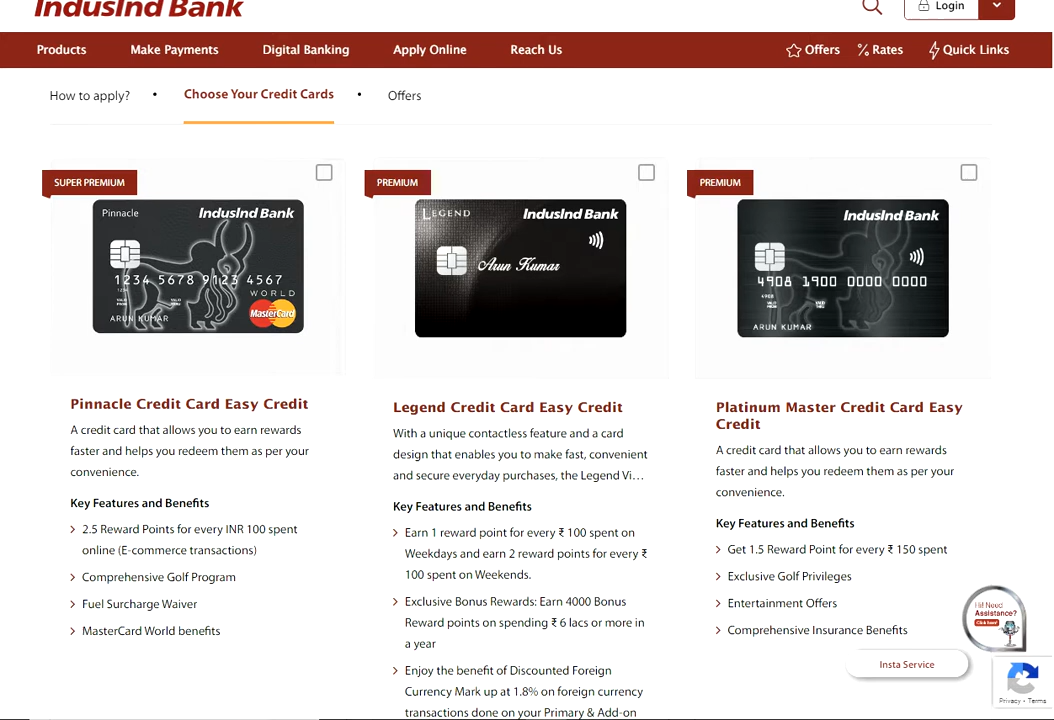 IndusInd Bank
Login
Products Make Payments Digital Banking Apply Online Reach Us Offers Rates Quick Links
How to apply? • Choose Your Credit Cards • Offers
SUPER PREMIUM
Pinnacle IndusInd Bank
1234 5678 9123 4567
1234
WORLD
MasterCard
ARUN KUMAR
Pinnacle Credit Card Easy Credit
A credit card that allows you to earn rewards
faster and helps you redeem them as per your
convenience.
Key Features and Benefits
2.5 Reward Points for every INR 100 spent
online (E-commerce transactions)
Comprehensive Golf Program
Fuel Surcharge Waiver
MasterCard World benefits
PREMIUM
LEGEND IndusInd Bank
Arun Kumar
Legend Credit Card Easy Credit
With a unique contactless feature and a card
design that enables you to make fast, convenient
and secure everyday purchases, the Legend Vi...
Key Features and Benefits
Earn 1 reward point for every ₹ 100 spent on
Weekdays and earn 2 reward points for every ₹
100 spent on Weekends.
Exclusive Bonus Rewards: Earn 4000 Bonus
Reward points on spending ₹ 6 lacs or more in
a year
Enjoy the benefit of Discounted Foreign
Currency Mark up at 1.8% on foreign currency
transactions done on your Primary & Add-on
PREMIUM
IndusInd Bank
4908 1900 0000 0000
4908
ARUN KUMAR
Platinum Master Credit Card Easy
Credit
A credit card that allows you to earn rewards
faster and helps you redeem them as per your
convenience.
Key Features and Benefits
Get 1.5 Reward Point for every ₹ 150 spent
Exclusive Golf Privileges
Entertainment Offers
Comprehensive Insurance Benefits
Hi! Need
Assistance?
Click here!
Insta Service
Privacy - Terms